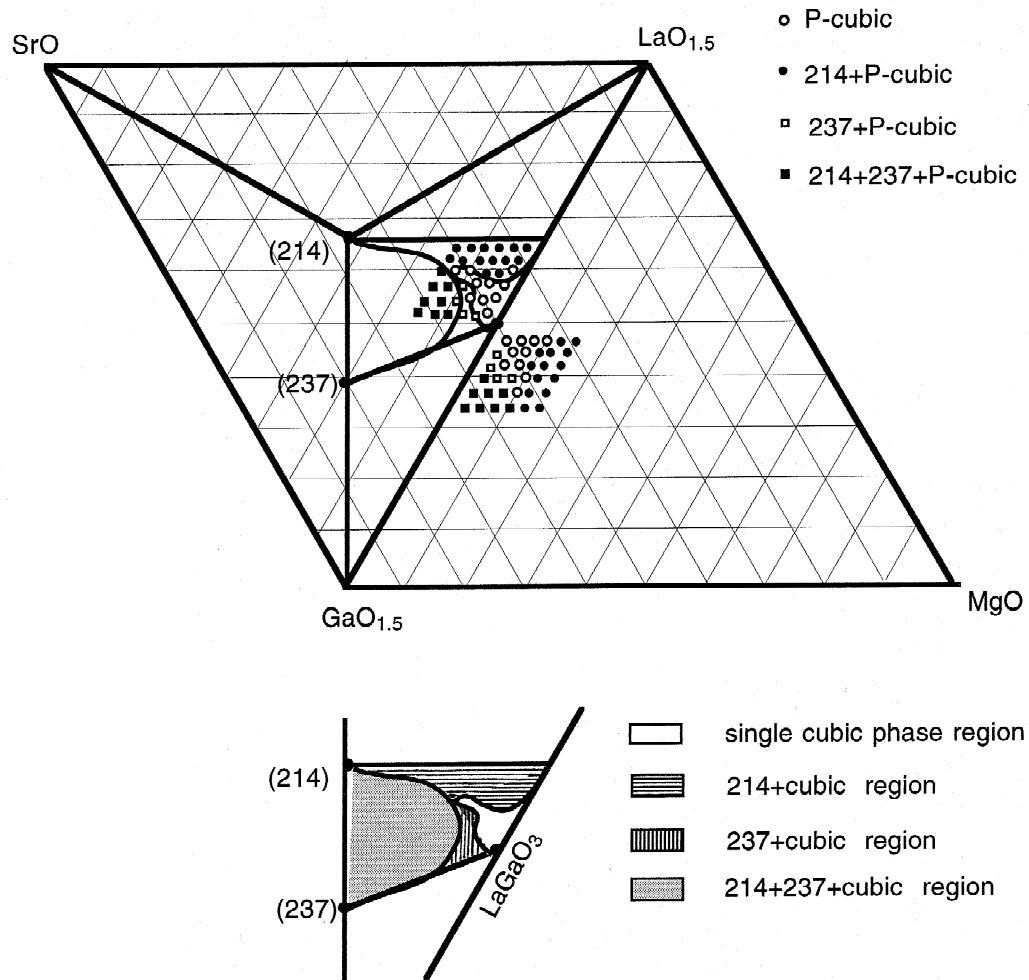 SrO
LaO1.5
P-cubic
214+P-cubic
237+P-cubic
214+237+P-cubic
(214)
(237)
GaO1.5
MgO
single cubic phase region
(214)
214+cubic region
237+cubic region
LaGaO3
214+237+cubic region
(237)